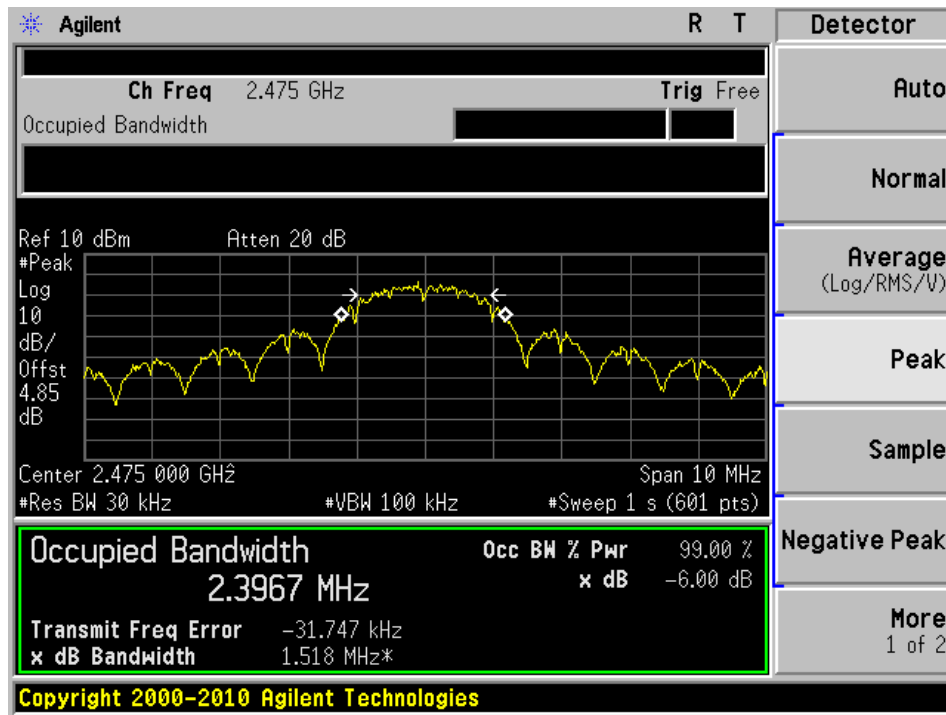 Agilent R T Detector
Ch Freq 2.475 GHz Trig Free
Occupied Bandwidth
Auto
Normal
Average
(Log/RMS/V)
Peak
Sample
Negative Peak
More
1 of 2
Ref 10 dBm Atten 20 dB
#Peak
Log
10
dB/
Offst
4.85
dB
Center 2.475 000 GHz Span 10 MHz
#Res BW 30 kHz #VBW 100 kHz #Sweep 1 s (601 pts)
Occupied Bandwidth Occ BW % Pwr 99.00 %
2.3967 MHz x dB -6.00 dB
Transmit Freq Error -31.747 kHz
x dB Bandwidth 1.518 MHz*
Copyright 2000-2010 Agilent Technologies